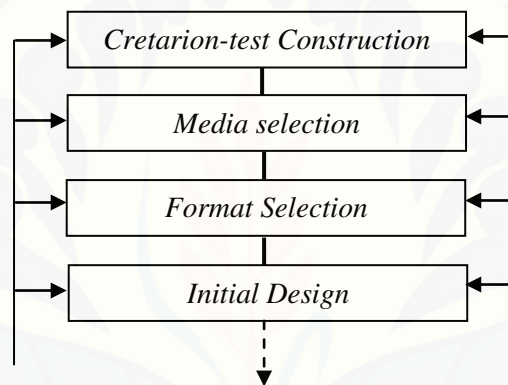 Cretarion-test Construction
Media selection
Format Selection
Initial Design